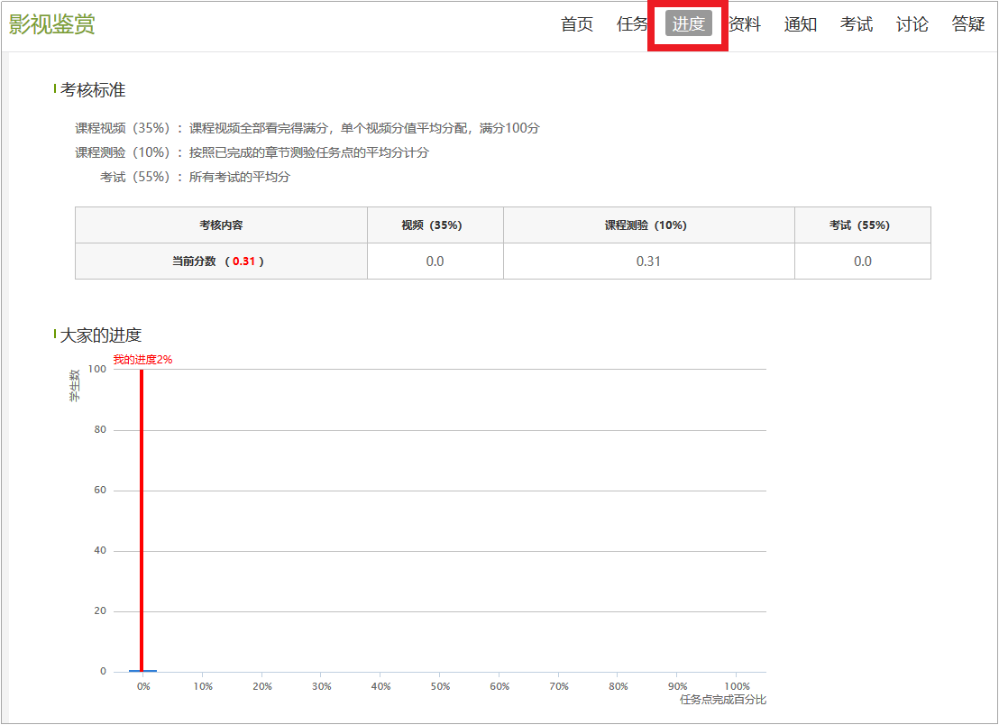 影视鉴赏
首页 任务 进度 资料 通知 考试 讨论 答疑
考核标准
课程视频（35%）：课程视频全部看完得满分，单个视频分值平均分配，满分100分
课程测验（10%）：按照已完成的章节测验任务点的平均分计分
考试（55%）：所有考试的平均分
考核内容 视频（35%） 课程测验（10%） 考试（55%）
当前分数 （ 0.31 ） 0.0 0.31 0.0
大家的进度
我的进度2%
学生数
100
80
60
40
20
0
0% 10% 20% 30% 40% 50% 60% 70% 80% 90% 100%
任务点完成百分比